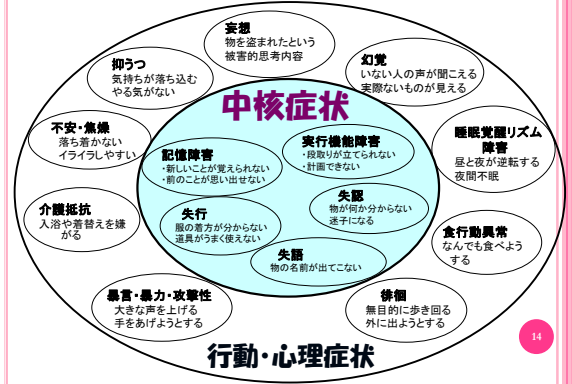 妄想
物を盗まれたという
被害的思考内容
抑うつ
気持ちが落ち込む
やる気がない
幻覚
いない人の声が聞こえる
実際ないものが見える
中核症状
不安・焦燥
落ち着かない
イライラしやすい
記憶障害
・新しいことが覚えられない
・前のことが思い出せない
実行機能障害
・段取りが立てられない
・計画できない
睡眠覚醒リズム
障害
昼と夜が逆転する
夜間不眠
介護抵抗
入浴や着替えを嫌
がる
失行
服の着方が分からない
道具がうまく使えない
失認
物が何か分からない
迷子になる
失語
物の名前が出てこない
食行動異常
なんでも食べよう
する
暴言・暴力・攻撃性
大きな声を上げる
手をあげようとする
徘徊
無目的に歩き回る
外に出ようとする
行動・心理症状
14